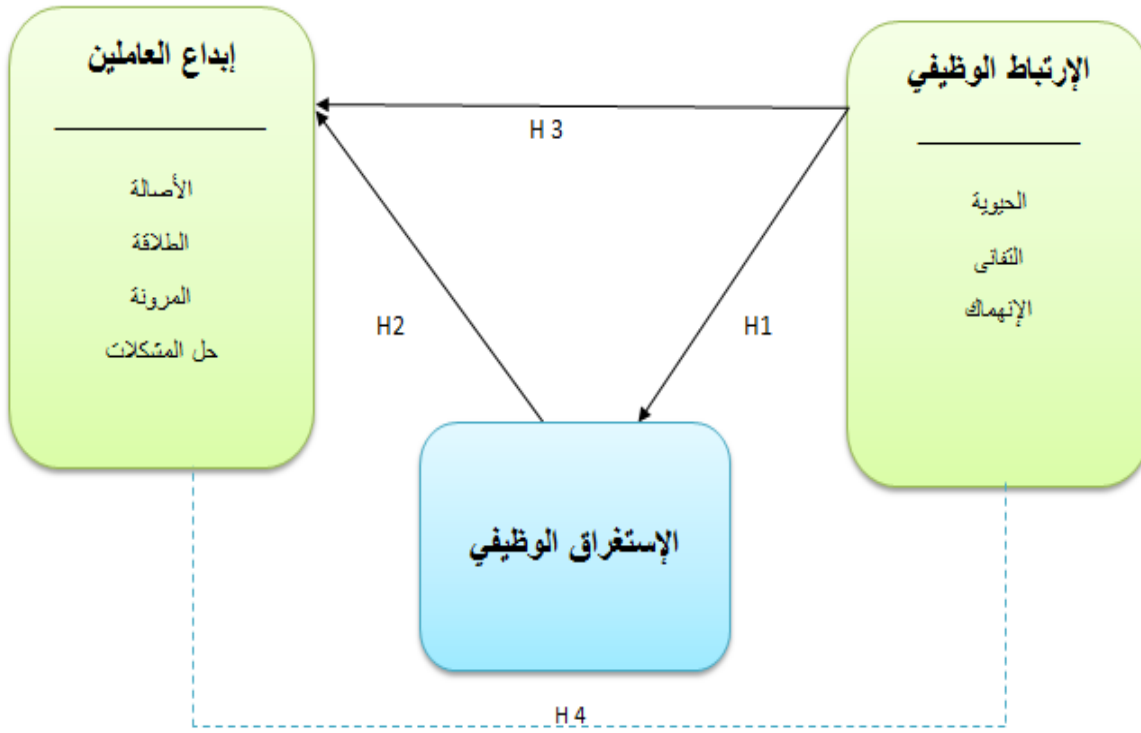 الإرتباط الوظيفي
الحيوية
التفانى
الإنهماك
إبداع العاملين
الأصالة
الطلاقة
المرونة
حل المشكلات
H 3
H2
H1
الإستغراق الوظيفي
H 4